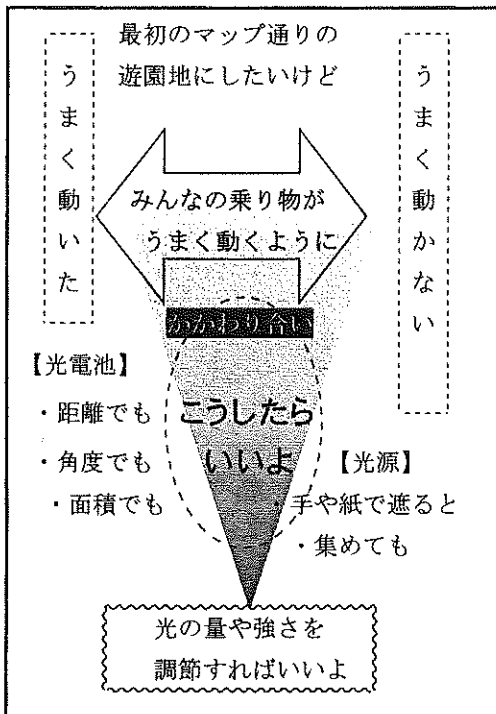 最初のマップ通りの
遊園地にしたいけど
うまく動いた
うまく動かない
みんなの乗り物が
うまく動くように
かかわり合い
【光電池】
・距離でも
・角度でも
・面積でも
こうしたら
いいよ
【光源】
・手や紙で遮ると
・集めても
光の量や強さを
調節すればいいよ